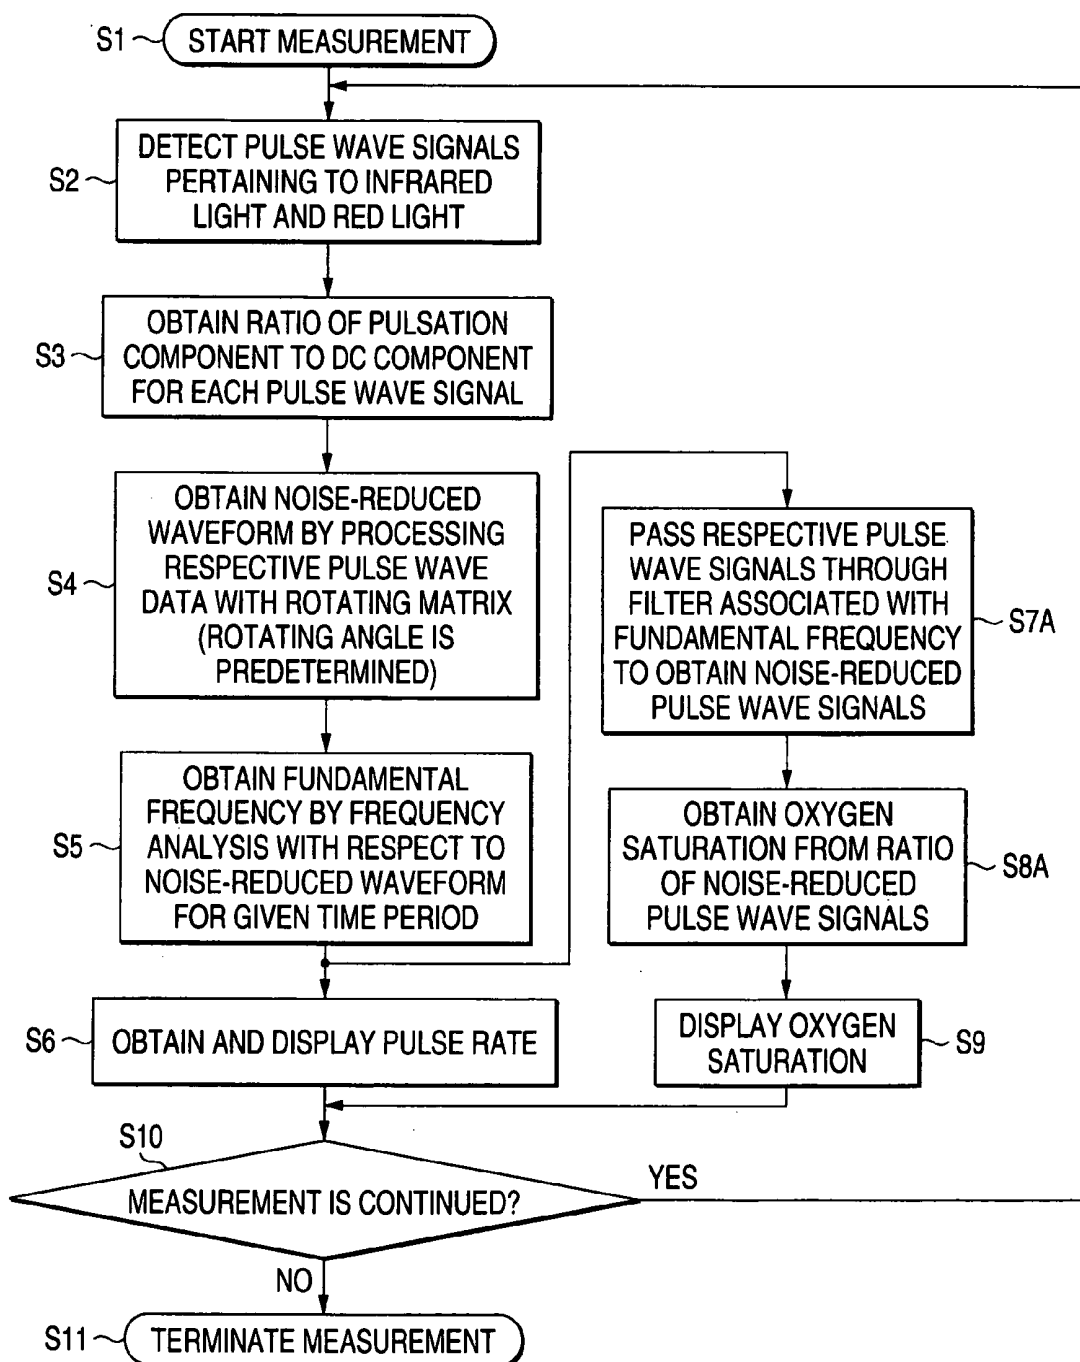 S1
START MEASUREMENT
S2
DETECT PULSE WAVE SIGNALS
PERTAINING TO INFRARED
LIGHT AND RED LIGHT
S3
OBTAIN RATIO OF PULSATION
COMPONENT TO DC COMPONENT
FOR EACH PULSE WAVE SIGNAL
S4
OBTAIN NOISE-REDUCED
WAVEFORM BY PROCESSING
RESPECTIVE PULSE WAVE
DATA WITH ROTATING MATRIX
(ROTATING ANGLE IS
PREDETERMINED)
S5
OBTAIN FUNDAMENTAL
FREQUENCY BY FREQUENCY
ANALYSIS WITH RESPECT TO
NOISE-REDUCED WAVEFORM
FOR GIVEN TIME PERIOD
S6
OBTAIN AND DISPLAY PULSE RATE
PASS RESPECTIVE PULSE
WAVE SIGNALS THROUGH
FILTER ASSOCIATED WITH
FUNDAMENTAL FREQUENCY
TO OBTAIN NOISE-REDUCED
PULSE WAVE SIGNALS
S7A
OBTAIN OXYGEN
SATURATION FROM RATIO
OF NOISE-REDUCED
PULSE WAVE SIGNALS
S8A
DISPLAY OXYGEN
SATURATION
S9
S10
MEASUREMENT IS CONTINUED?
YES
NO
S11
TERMINATE MEASUREMENT